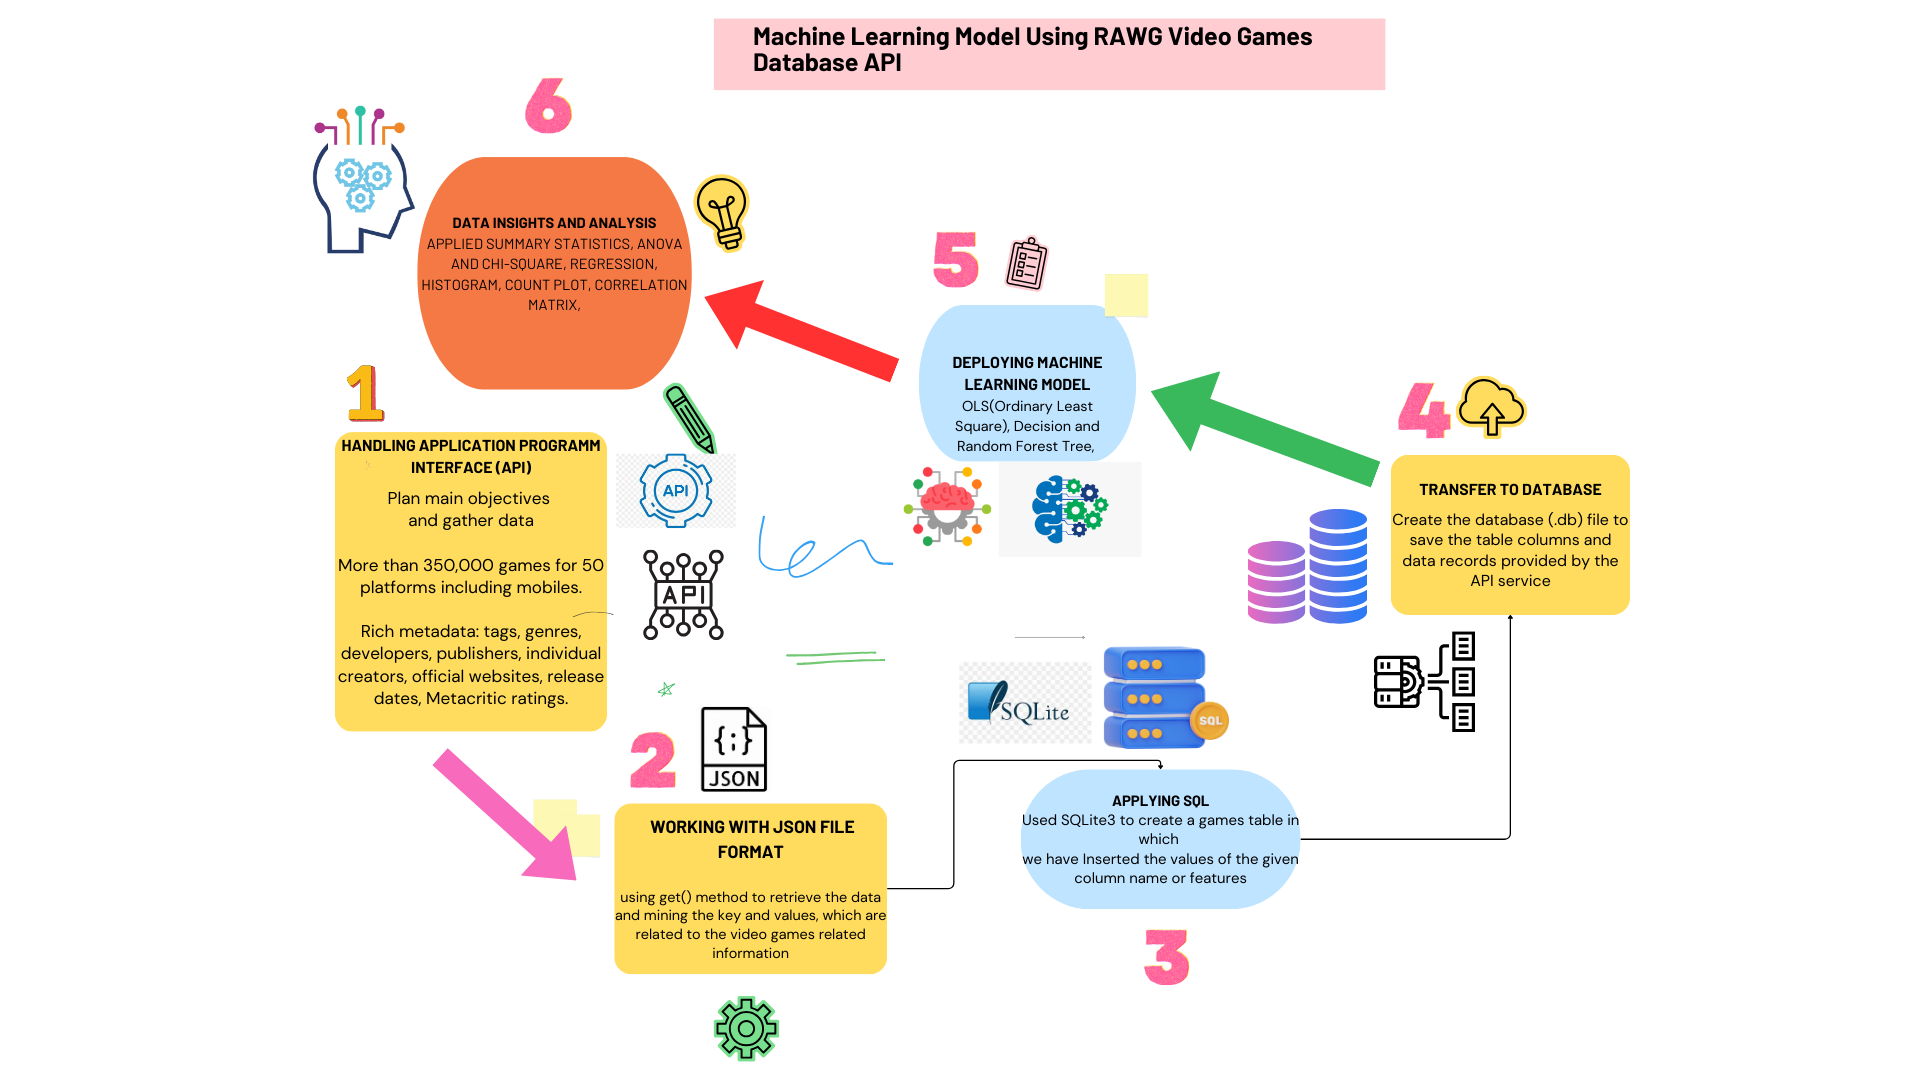 Machine Learning Model Using RAWG Video Games
Database API
6
DATA INSIGHTS AND ANALYSIS
APPLIED SUMMARY STATISTICS, ANOVA
AND CHI-SQUARE, REGRESSION,
HISTOGRAM, COUNT PLOT, CORRELATION
MATRIX,
5
DEPLOYING MACHINE
LEARNING MODEL
OLS(Ordinary Least
Square), Decision and
Random Forest Tree,
4
TRANSFER TO DATABASE
Create the database (.db) file to
save the table columns and
data records provided by the
API service
1
HANDLING APPLICATION PROGRAMM
INTERFACE (API)
Plan main objectives
and gather data
More than 350,000 games for 50
platforms including mobiles.
Rich metadata: tags, genres,
developers, publishers, individual
creators, official websites, release
dates, Metacritic ratings.
API
API
2
{;}
JSON
WORKING WITH JSON FILE
FORMAT
using get() method to retrieve the data
and mining the key and values, which are
related to the video games related
information
SQLite
SQL
APPLYING SQL
Used SQLite3 to create a games table in
which
we have Inserted the values of the given
column name or features
3